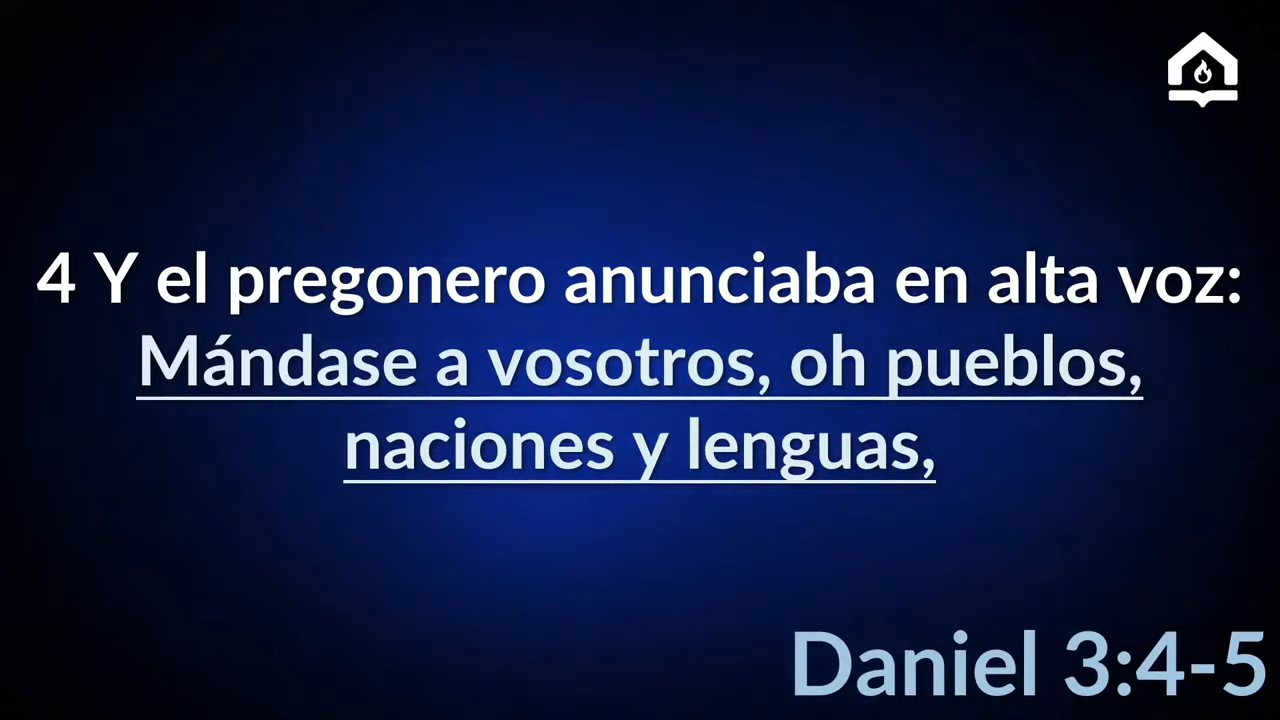 4 Y el pregonero anunciaba en alta voz:
Mándase a vosotros, oh pueblos,
naciones y lenguas,
Daniel 3:4-5